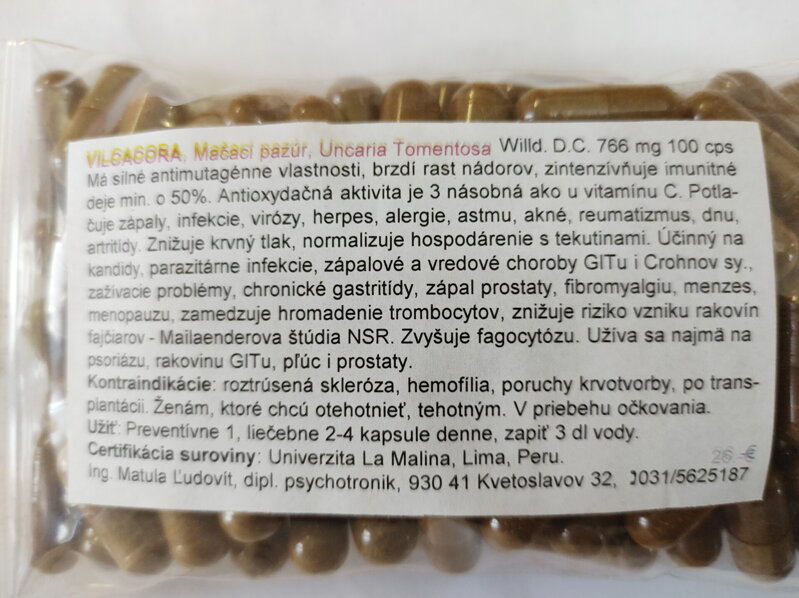 VILCACORA, Mačací pazúr, Uncaria Tomentosa Willd. D.C. 766 mg 100 cps
Má silné antimutagénne vlastnosti, brzdí rast nádorov, zintenzívňuje imunitné
deje min. o 50%. Antioxydačná aktivita je 3 násobná ako u vitamínu C. Potla-
čuje zápaly, infekcie, virózy, herpes, alergie, astmu, akné, reumatizmus, dnu,
artritídy. Znižuje krvný tlak, normalizuje hospodárenie s tekutinami. Účinný na
kandidy, parazitárne infekcie, zápalové a vredové choroby GITu i Crohnov sy.,
zažívacie problémy, chronické gastritídy, zápal prostaty, fibromyalgiu, menzes,
menopauzu, zamedzuje hromadenie trombocytov, znižuje riziko vzniku rakovín
fajčiarov - Mailaenderova štúdia NSR. Zvyšuje fagocytózu. Užíva sa najmä na
psoriázu, rakovinu GITu, pľúc i prostaty.
Kontraindikácie: roztrúsená skleróza, hemofília, poruchy krvotvorby, po trans-
plantácii. Ženám, ktoré chcú otehotnieť, tehotným. V priebehu očkovania.
Užiť: Preventívne 1, liečebne 2-4 kapsule denne, zapiť 3 dl vody.
Certifikácia suroviny: Univerzita La Malina, Lima, Peru. 26 €
Ing. Matula Ľudovít, dipl. psychotronik, 930 41 Kvetoslavov 32, 031/5625187